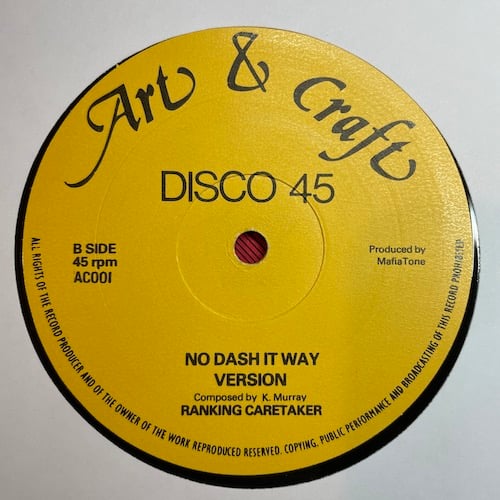 Art & Craft
DISCO 45
B SIDE
45 rpm
AC001
Produced by
MafiaTone
NO DASH IT WAY
VERSION
Composed by K. Murray
RANKING CARETAKER
ALL RIGHTS OF THE RECORD PRODUCER AND OF THE OWNER OF THE WORK REPRODUCED RESERVED. COPYING, PUBLIC PERFORMANCE AND BROADCASTING OF THIS RECORD PROHIBITED